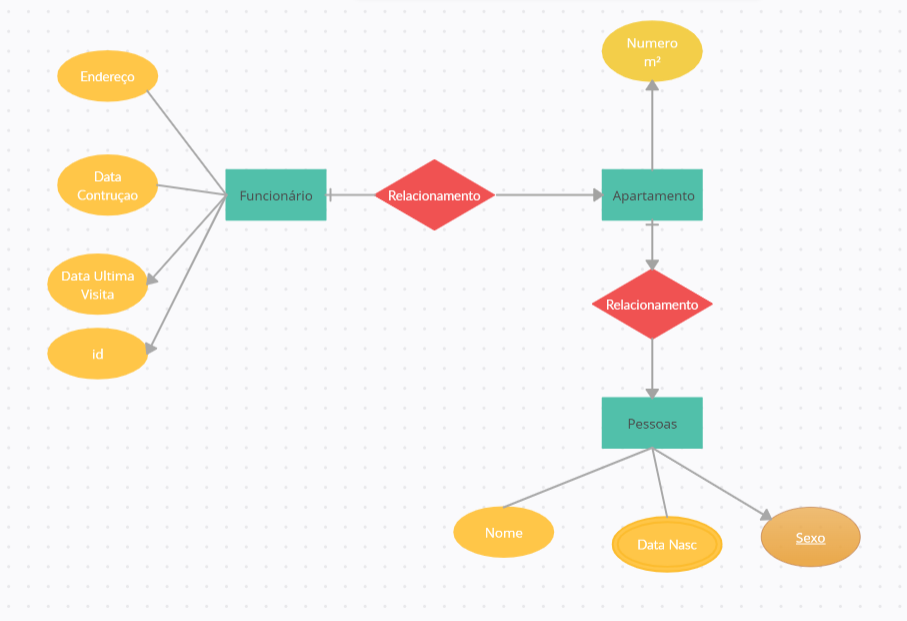 Numero
m²
Endereço
Data
Contruçao
Funcionário
Relacionamento
Apartamento
Data Ultima
Visita
Relacionamento
id
Pessoas
Nome
Data Nasc
Sexo